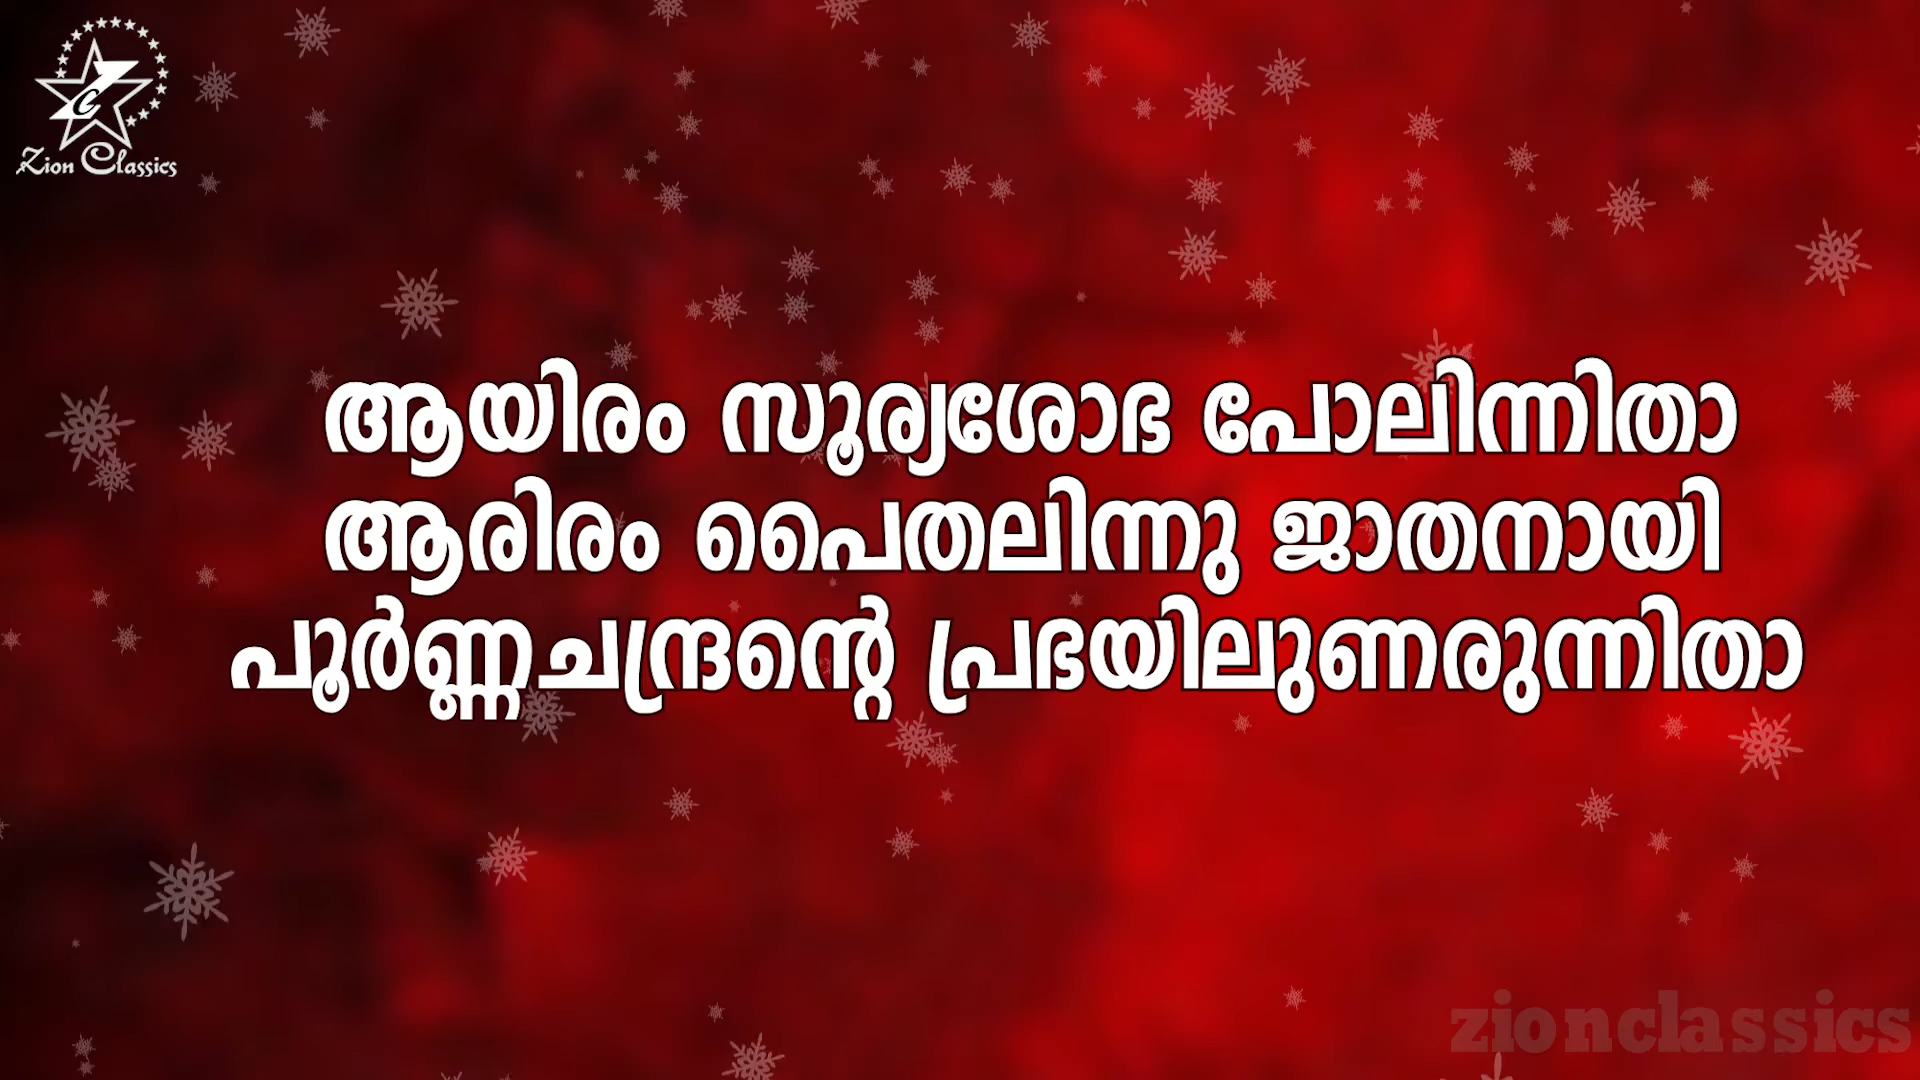 Zion Classics
ആയിരം സൂര്യശോഭ പോലിന്നിതാ
ആരിരം പൈതലിന്നു ജാതനായി
പൂർണ്ണചന്ദ്രന്റെ പ്രഭയിലുണരുന്നിതാ
zionclassics